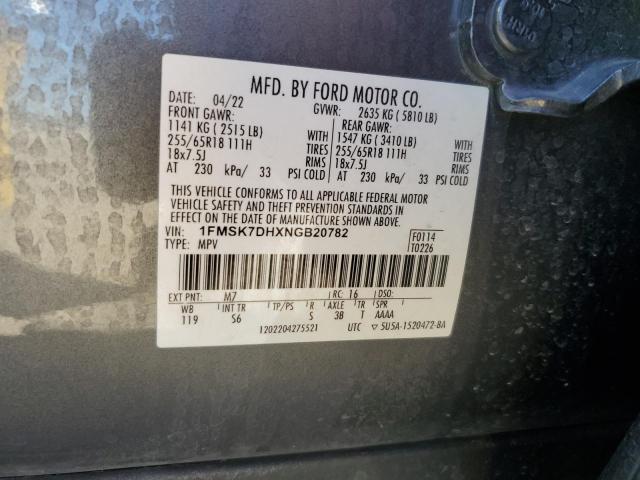 MFD. BY FORD MOTOR CO.
DATE: 04/22 GVWR: 2635 KG ( 5810 LB)
FRONT GAWR: REAR GAWR:
1141 KG ( 2515 LB) WITH 1547 KG ( 3410 LB) WITH
255/65R18 111H TIRES 255/65R18 111H TIRES
18x7.5J RIMS 18x7.5J RIMS
AT 230 kPa/ 33 PSI COLD AT 230 kPa/ 33 PSI COLD
THIS VEHICLE CONFORMS TO ALL APPLICABLE FEDERAL MOTOR
VEHICLE SAFETY AND THEFT PREVENTION STANDARDS IN
EFFECT ON THE DATE OF MANUFACTURE SHOWN ABOVE.
VIN: 1FMSK7DHXNGB20782 F0114
TYPE: MPV T0226
EXT PNT: M7 RC: 16 DSO:
WB INT TR TP/PS R AXLE TR SPR
119 S6 S 3B T AAAA
1202204275521 UTC ▽ 5U5A-1520472-BA